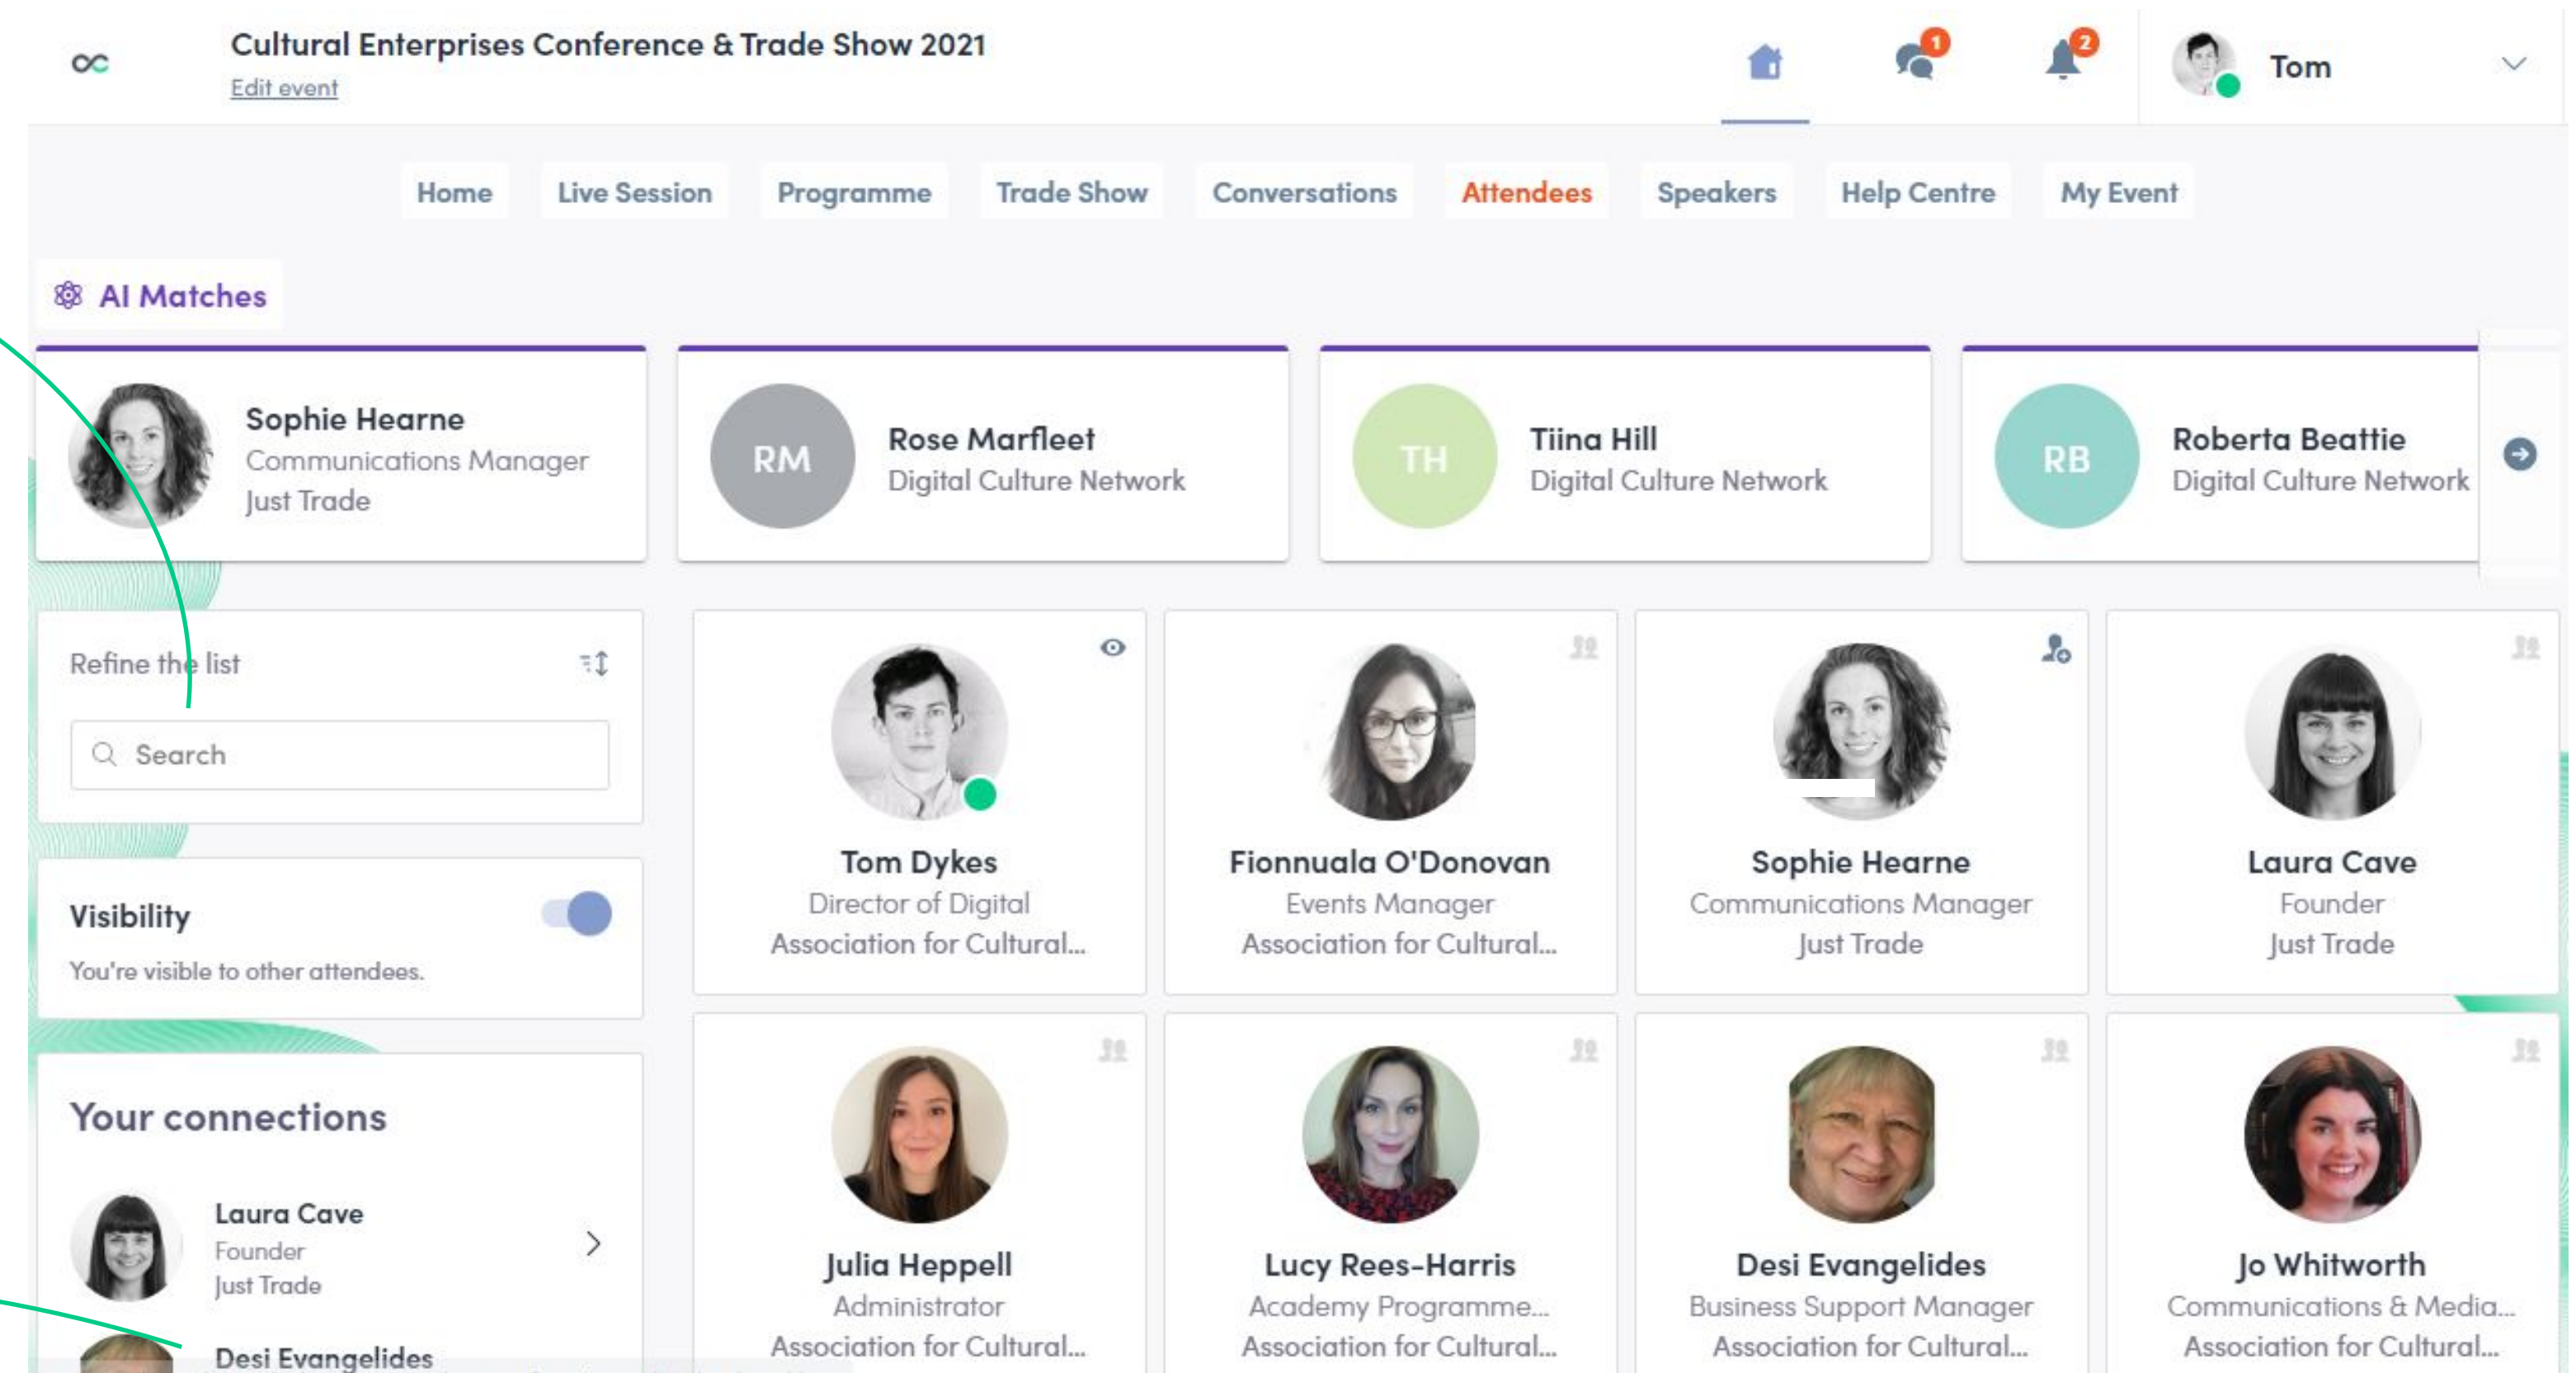 Cultural Enterprises Conference & Trade Show 2021
Edit event
1
2
Tom
Home
Live Session
Programme
Trade Show
Conversations
Attendees
Speakers
Help Centre
My Event
AI Matches
Sophie Hearne
Communications Manager
Just Trade
RM
Rose Marfleet
Digital Culture Network
TH
Tiina Hill
Digital Culture Network
RB
Roberta Beattie
Digital Culture Network
Refine the list
Search
Visibility
You're visible to other attendees.
Your connections
Laura Cave
Founder
Just Trade
Desi Evangelides
Tom Dykes
Director of Digital
Association for Cultural...
Fionnuala O'Donovan
Events Manager
Association for Cultural...
Sophie Hearne
Communications Manager
Just Trade
Laura Cave
Founder
Just Trade
Julia Heppell
Administrator
Association for Cultural...
Lucy Rees-Harris
Academy Programme...
Association for Cultural...
Desi Evangelides
Business Support Manager
Association for Cultural...
Jo Whitworth
Communications & Media...
Association for Cultural...